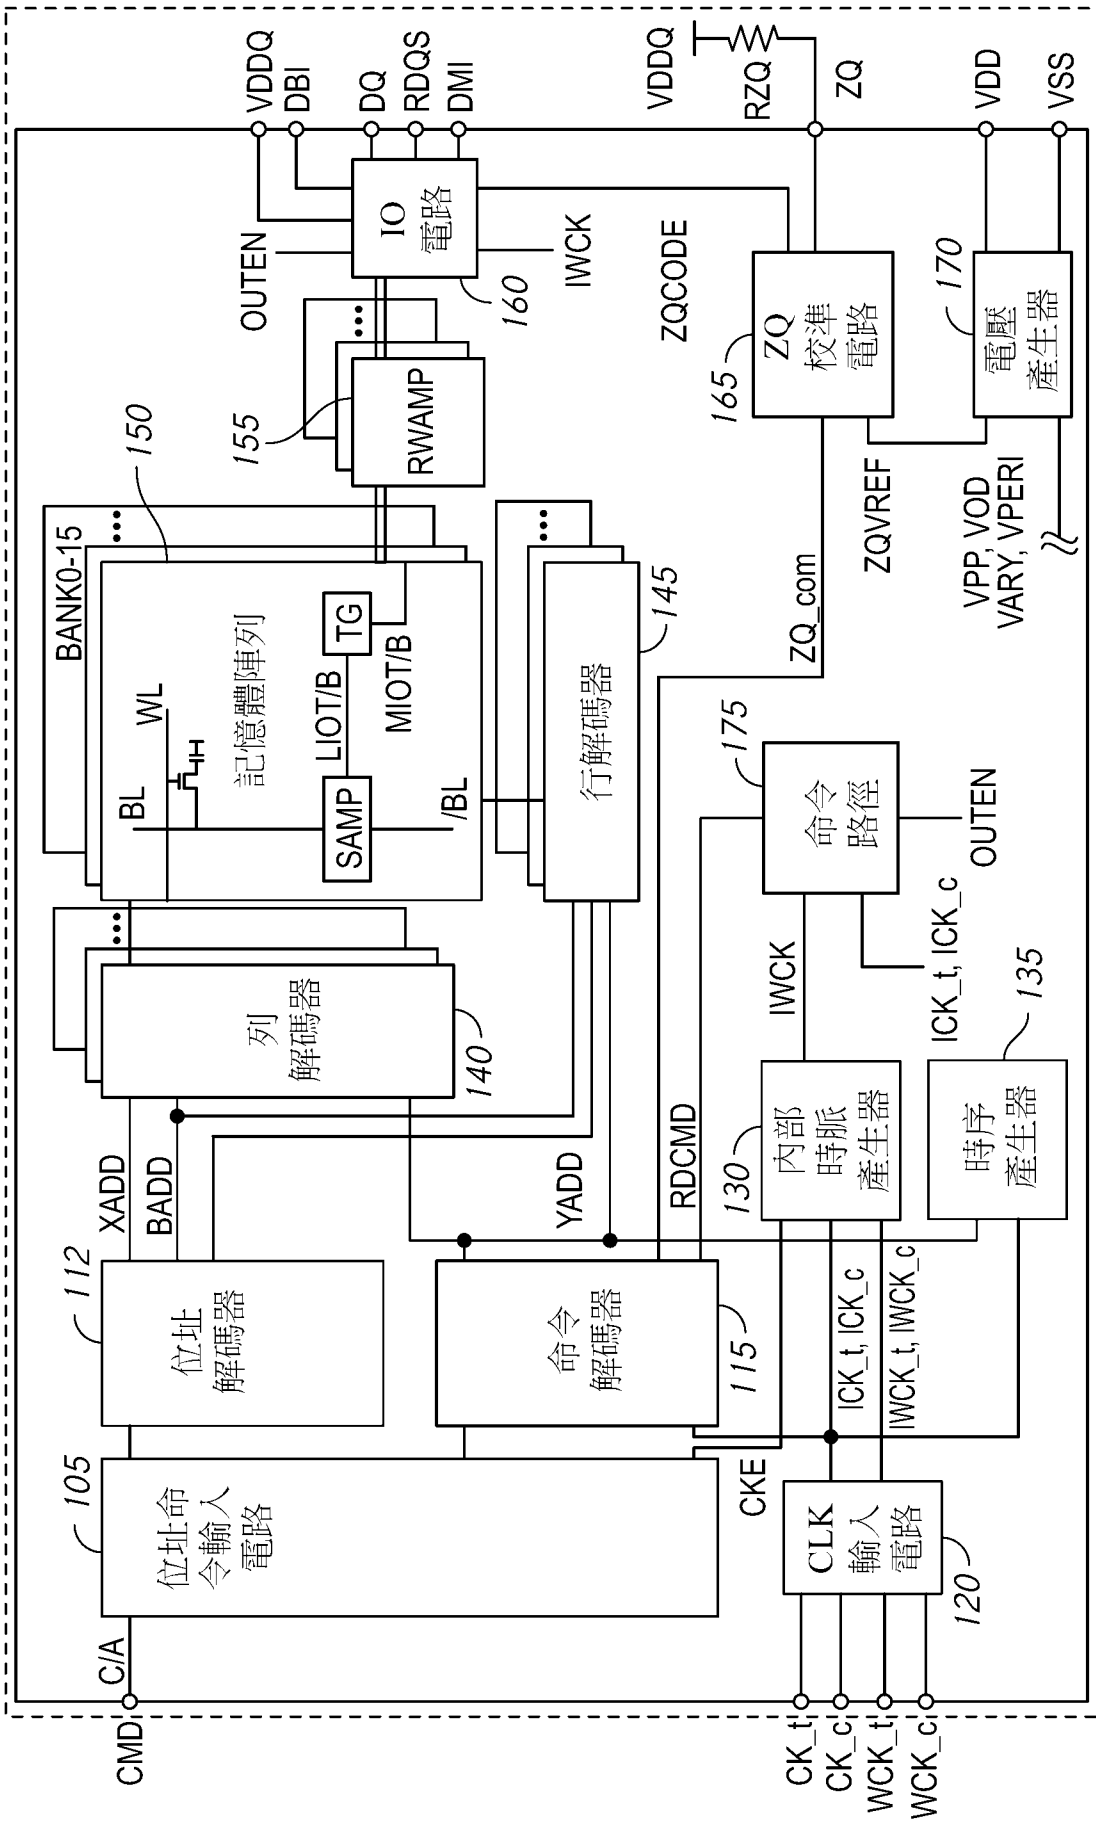 CMD
C/A
105
位址命
令輸入
電路
112
位址
解碼器
XADD
BADD
列
解碼器
140
BANK0-15
150
記憶體陣列
BL
WL
SAMP
LIOT/B
TG
MIOT/B
/BL
155
RWAMP
OUTEN
VDDQ
DBI
DQ
RDQS
DMI
IO
電路
160
IWCK
命令
解碼器
115
YADD
行解碼器
145
RDCMD
ZQ_com
ZQCODE
VDDQ
RZQ
ZQ
165
ZQ
校準
電路
ZQVREF
170
電壓
產生器
VDD
VSS
VPP, VOD
VARY, VPERI
175
命令
路徑
OUTEN
IWCK
ICK_t, ICK_c
130
內部
時脈
產生器
135
時序
產生器
CKE
ICK_t, ICK_c
IWCK_t, IWCK_c
CLK
輸入
電路
120
CK_t
CK_c
WCK_t
WCK_c